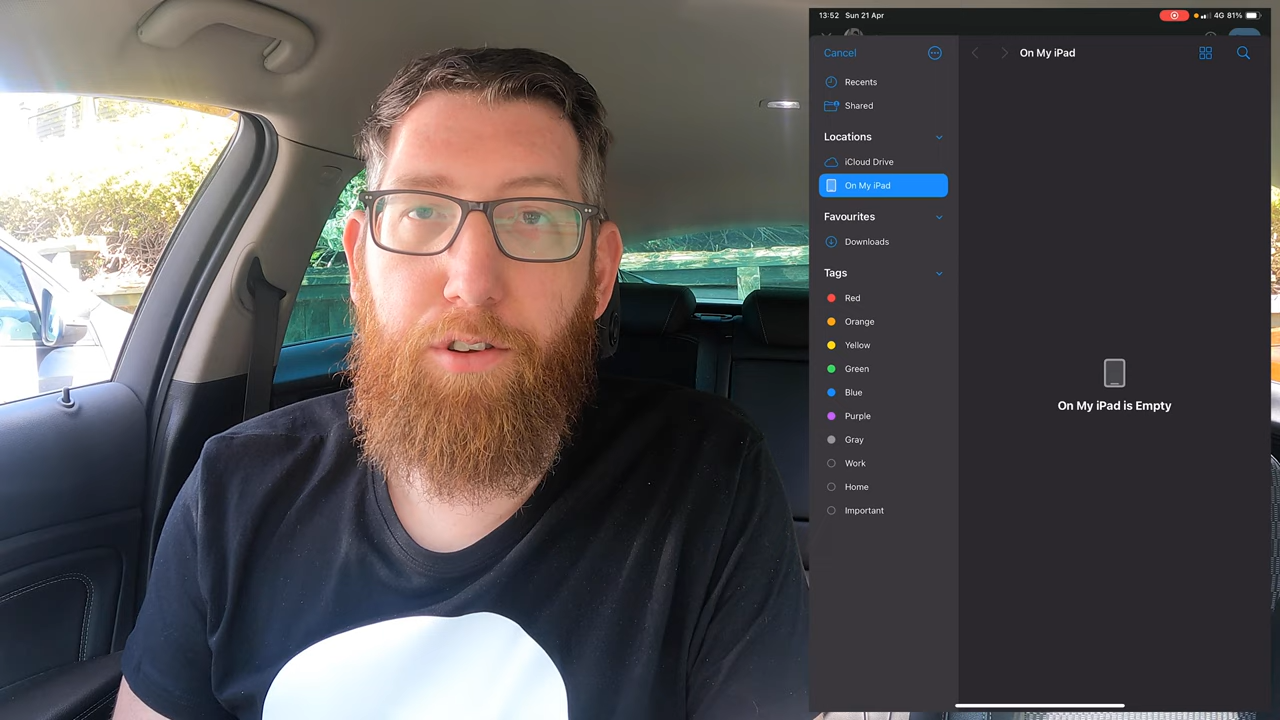 13:52 Sun 21 Apr
4G 81%
Cancel
On My iPad
Recents
Shared
Locations
iCloud Drive
On My iPad
Favourites
Downloads
Tags
Red
Orange
Yellow
Green
Blue
Purple
Gray
Work
Home
Important
On My iPad is Empty